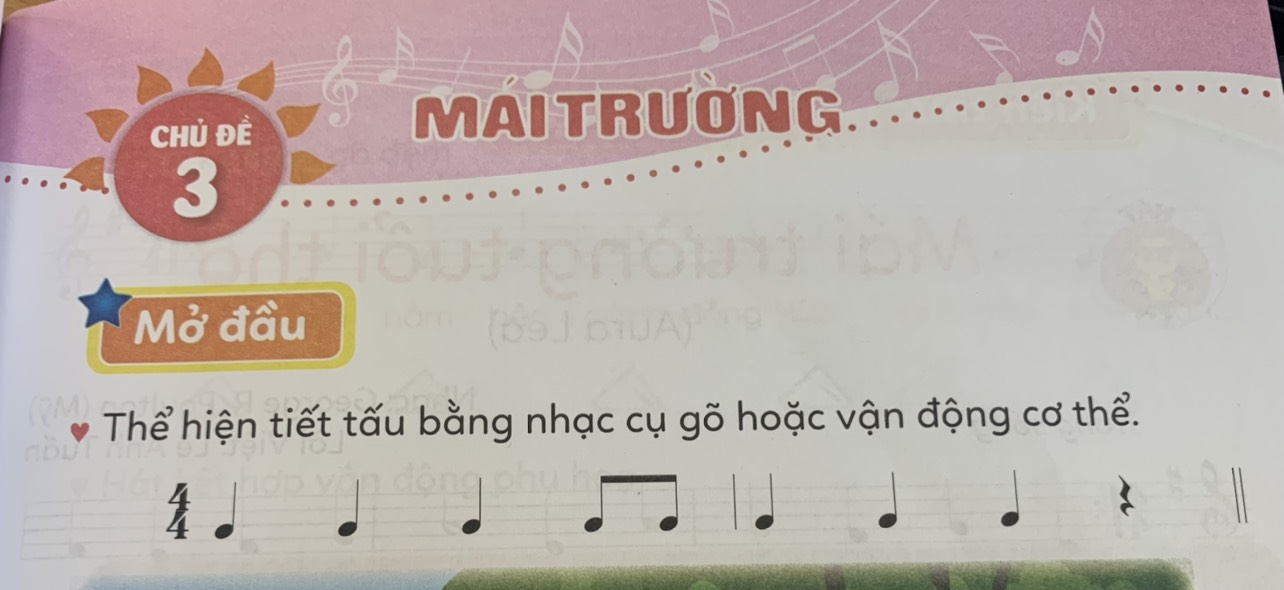 CHỦ ĐỀ
3
MÁI TRƯỜNG
Mở đầu
Thể hiện tiết tấu bằng nhạc cụ gõ hoặc vận động cơ thể.
4
4